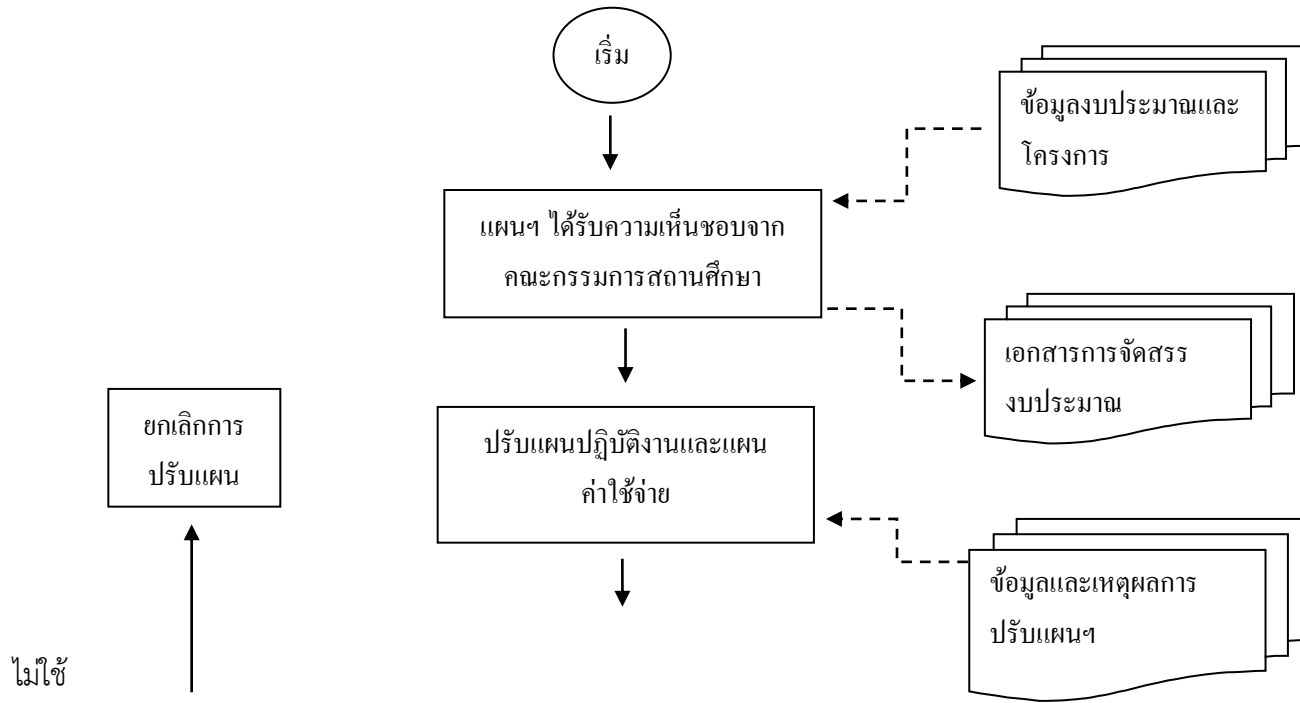 เริ่ม
ข้อมูลงบประมาณและ
โครงการ
แผนฯ ได้รับความเห็นชอบจาก
คณะกรรมการสถานศึกษา
เอกสารการจัดสรร
งบประมาณ
ยกเลิกการ
ปรับแผน
ปรับแผนปฏิบัติงานและแผน
ค่าใช้จ่าย
ข้อมูลและเหตุผลการ
ปรับแผนฯ
ไม่ใช้